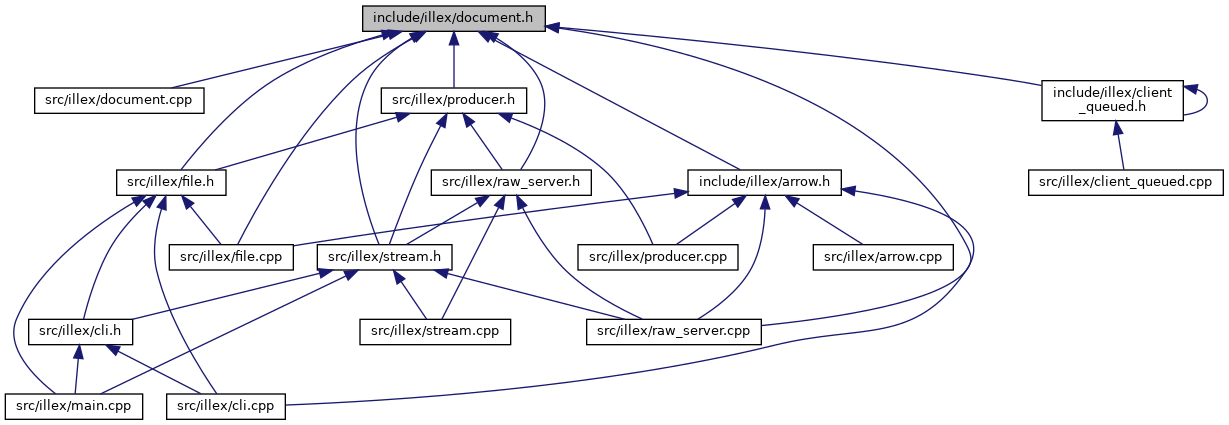 include/illex/document.h
src/illex/document.cpp
src/illex/producer.h
include/illex/client
_queued.h
src/illex/file.h
src/illex/raw_server.h
include/illex/arrow.h
src/illex/client_queued.cpp
src/illex/file.cpp
src/illex/stream.h
src/illex/producer.cpp
src/illex/arrow.cpp
src/illex/cli.h
src/illex/stream.cpp
src/illex/raw_server.cpp
src/illex/main.cpp
src/illex/cli.cpp